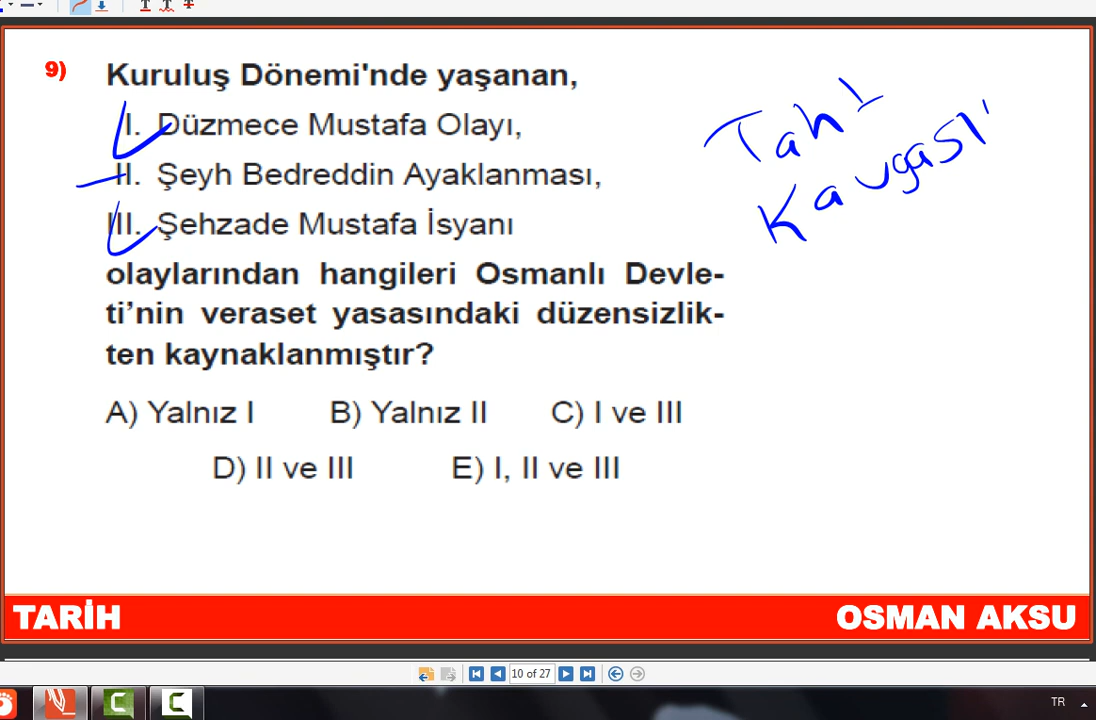 9) Kuruluş Dönemi'nde yaşanan,
I. Düzmece Mustafa Olayı,
II. Şeyh Bedreddin Ayaklanması,
III. Şehzade Mustafa İsyanı
olaylarından hangileri Osmanlı Devle-
ti’nin veraset yasasındaki düzensizlik-
ten kaynaklanmıştır?
A) Yalnız I B) Yalnız II C) I ve III
D) II ve III E) I, II ve III
Taht
Kavgası
TARİH OSMAN AKSU
10 of 27
TR